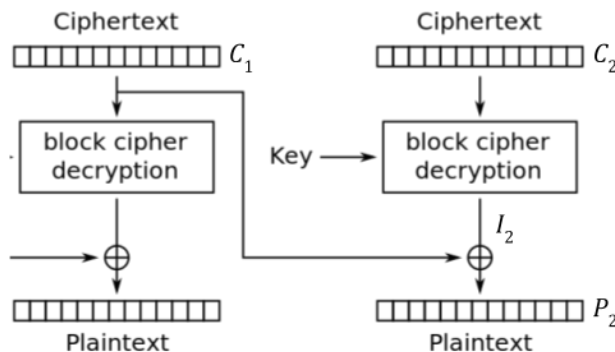 Ciphertext
C1
Ciphertext
C2
block cipher
decryption
Key
block cipher
decryption
I2
P2
Plaintext
Plaintext